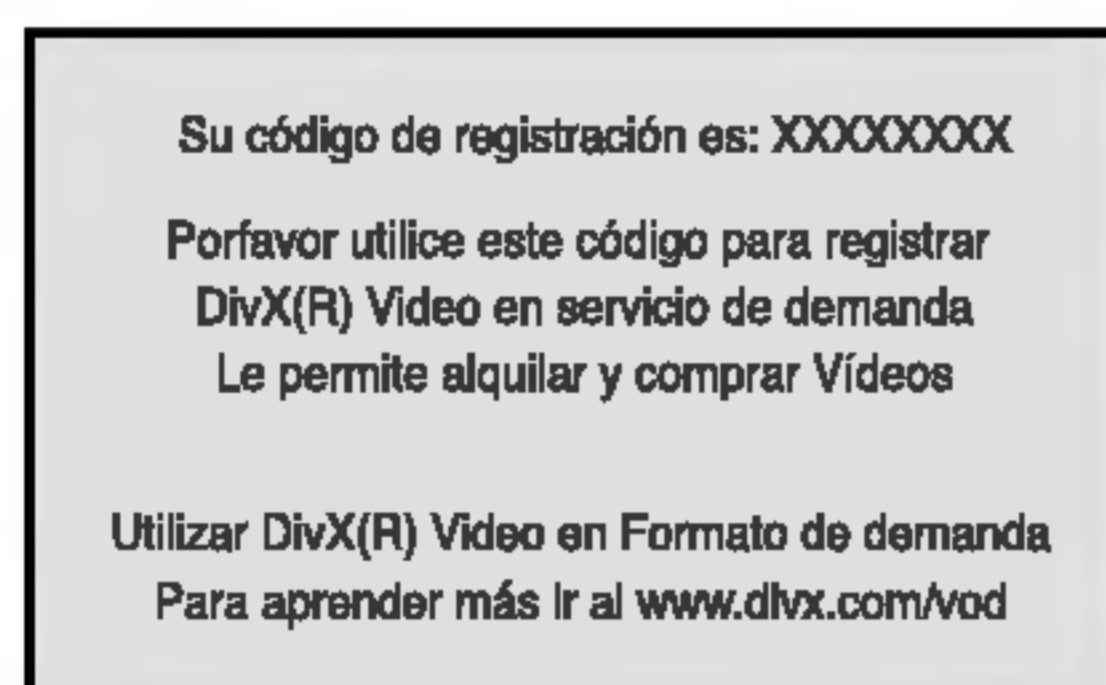 Su código de registración es: XXXXXXXX
Porfavor utilice este código para registrar
DivX(R) Video en servicio de demanda
Le permite alquilar y comprar Vídeos
Utilizar DivX(R) Video en Formato de demanda
Para aprender más Ir al www.divx.com/vod